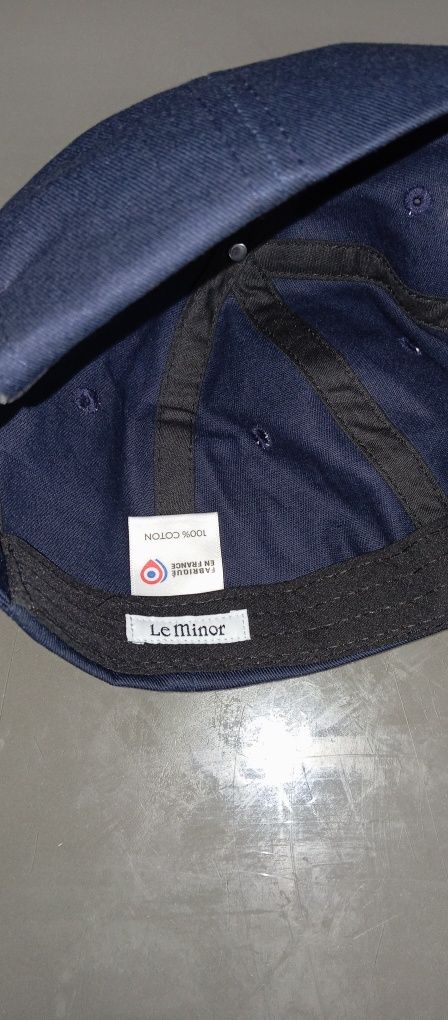 100% COTON
FABRIQUÉ
EN FRANCE
Le Minor